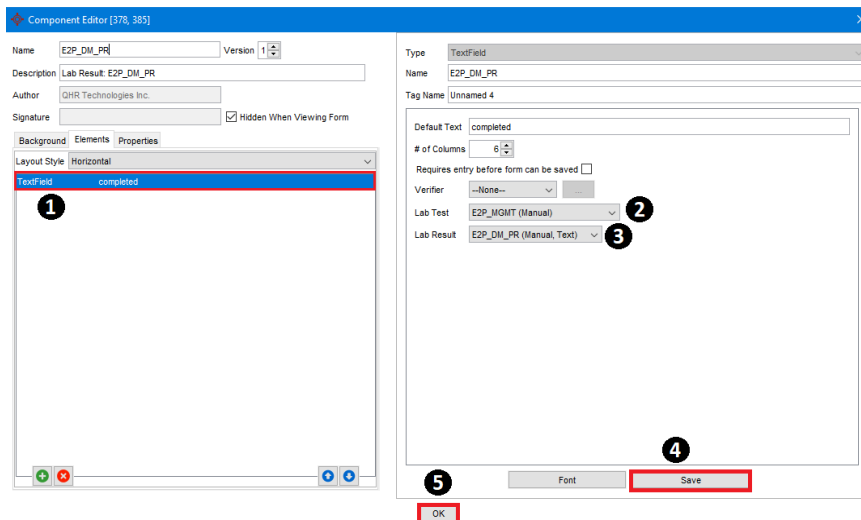 Component Editor [378, 385]
Name E2P_DM_PR Version 1
Description Lab Result: E2P_DM_PR
Author QHR Technologies Inc.
Signature Hidden When Viewing Form
Background Elements Properties
Layout Style Horizontal
TextField completed
1
Type TextField
Name E2P_DM_PR
Tag Name Unnamed 4
Default Text completed
# of Columns 6
Requires entry before form can be saved
Verifier --None-- ...
Lab Test E2P_MGMT (Manual) 2
Lab Result E2P_DM_PR (Manual, Text) 3
4
Font Save
5
OK